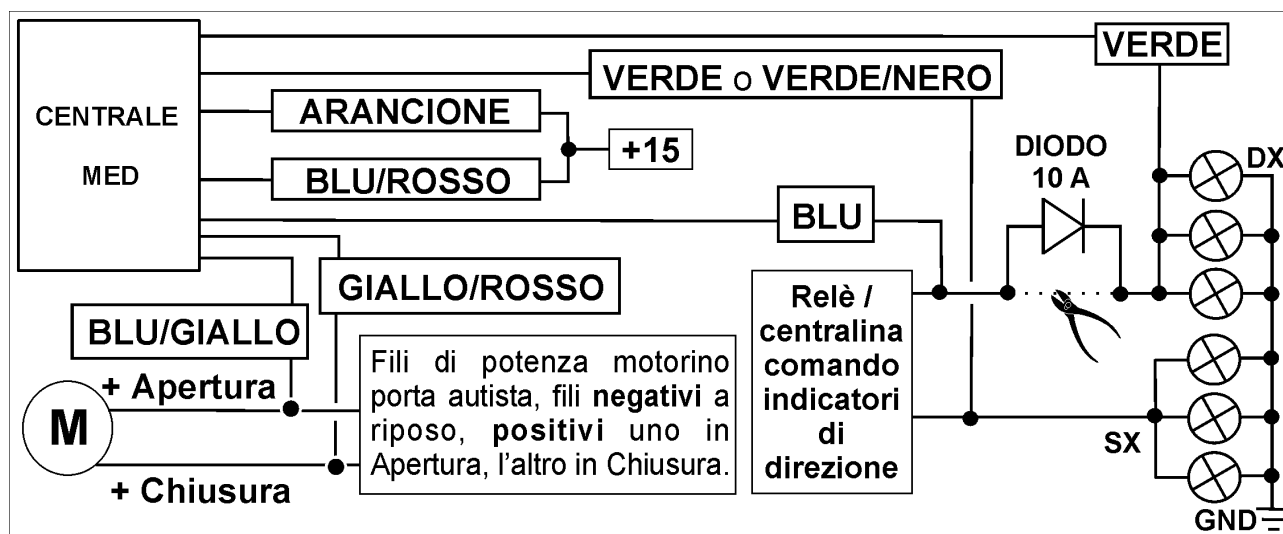 CENTRALE
MED
VERDE
VERDE o VERDE/NERO
ARANCIONE
+15
BLU/ROSSO
DIODO
10 A
DX
BLU
GIALLO/ROSSO
BLU/GIALLO
+ Apertura
M
+ Chiusura
Fili di potenza motorino
porta autista, fili negativi a
riposo, positivi uno in
Apertura, l'altro in Chiusura.
Relè /
centralina
comando
indicatori
di
direzione
SX
GND